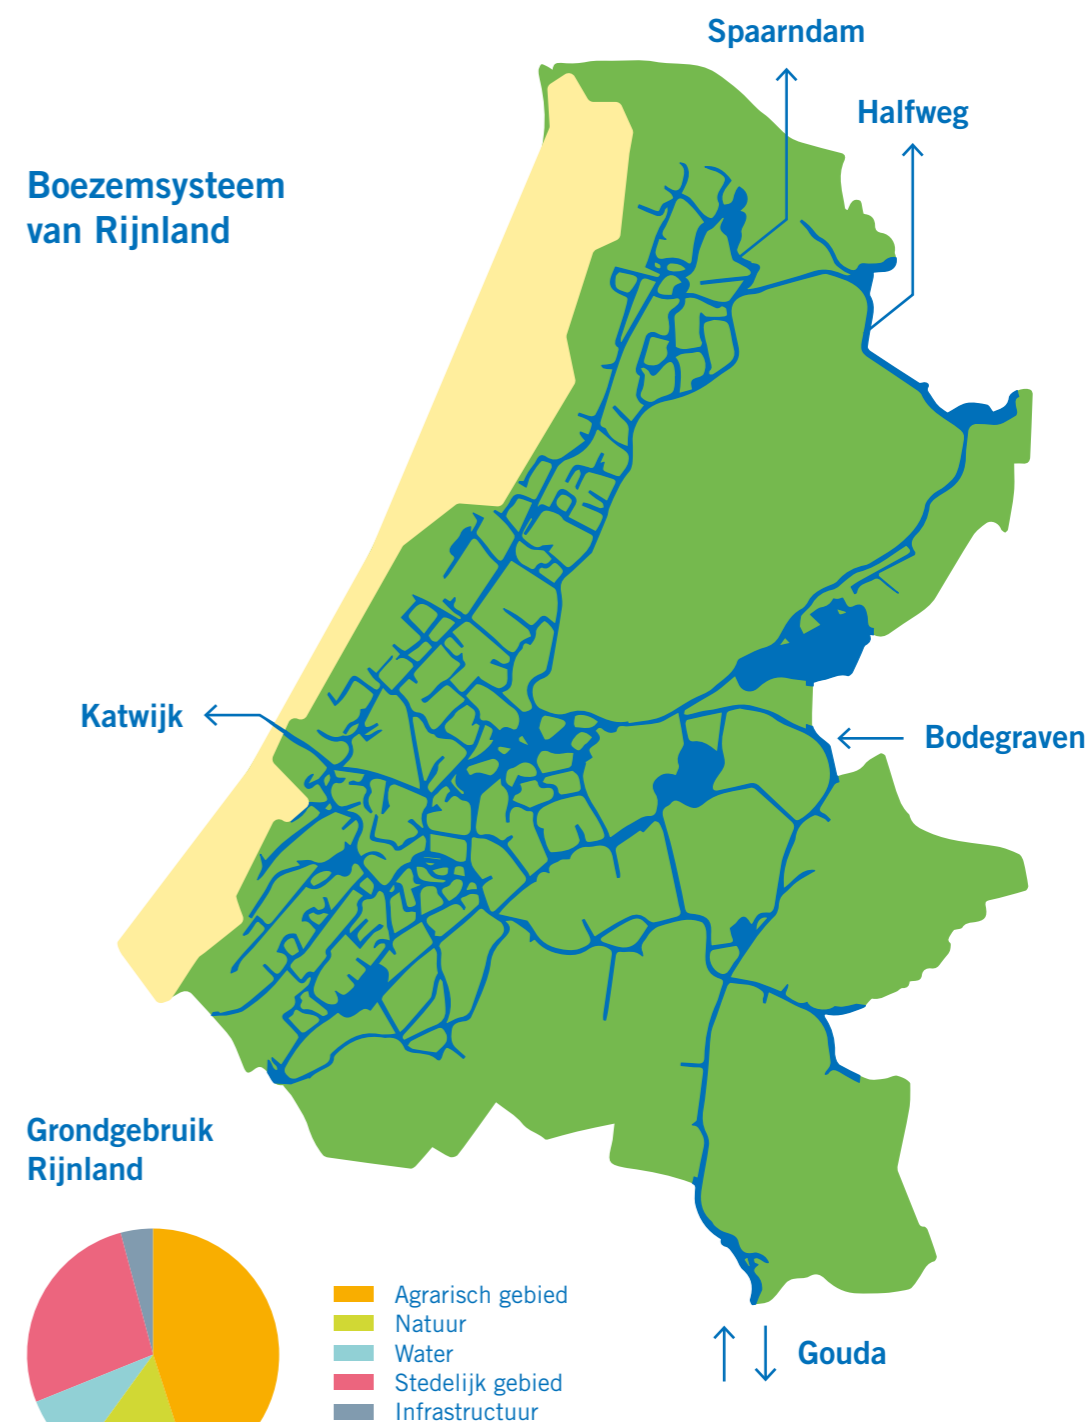 Spaarndam
Halfweg
Boezemsysteem
van Rijnland
Katwijk
Bodegraven
Grondgebruik
Rijnland
Agrarisch gebied
Natuur
Water
Stedelijk gebied
Infrastructuur
Gouda